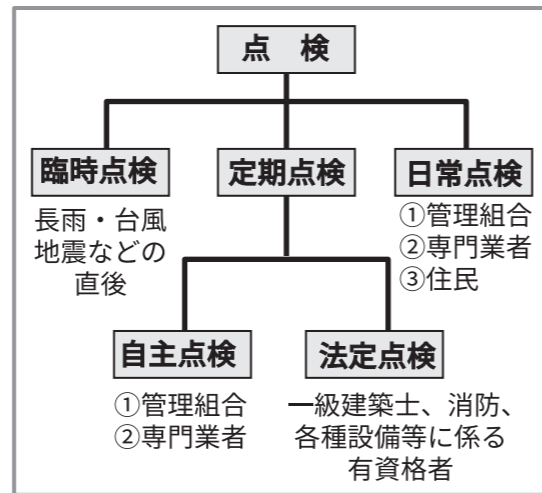 点　検
臨時点検
長雨・台風
地震などの
直後
定期点検
日常点検
①管理組合
②専門業者
③住民
自主点検
①管理組合
②専門業者
法定点検
一級建築士、消防、
各種設備等に係る
有資格者